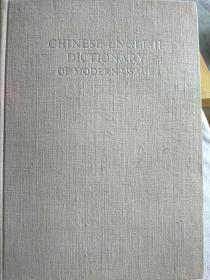 CHINESE-ENGLISH
DICTIONARY
OF MODERN USAGE